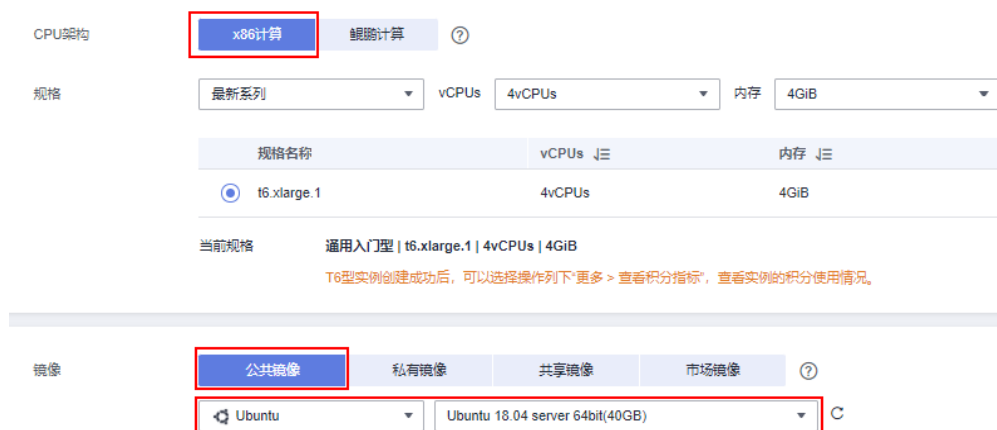 CPU架构 x86计算 鲲鹏计算 ?
规格 最新系列 vCPUs 4vCPUs 内存 4GiB
规格名称 vCPUs 内存
t6.xlarge.1 4vCPUs 4GiB
当前规格 通用入门型 | t6.xlarge.1 | 4vCPUs | 4GiB
T6型实例创建成功后，可以选择操作列下“更多 > 查看积分指标”，查看实例的积分使用情况。
镜像 公共镜像 私有镜像 共享镜像 市场镜像 ?
Ubuntu Ubuntu 18.04 server 64bit(40GB)